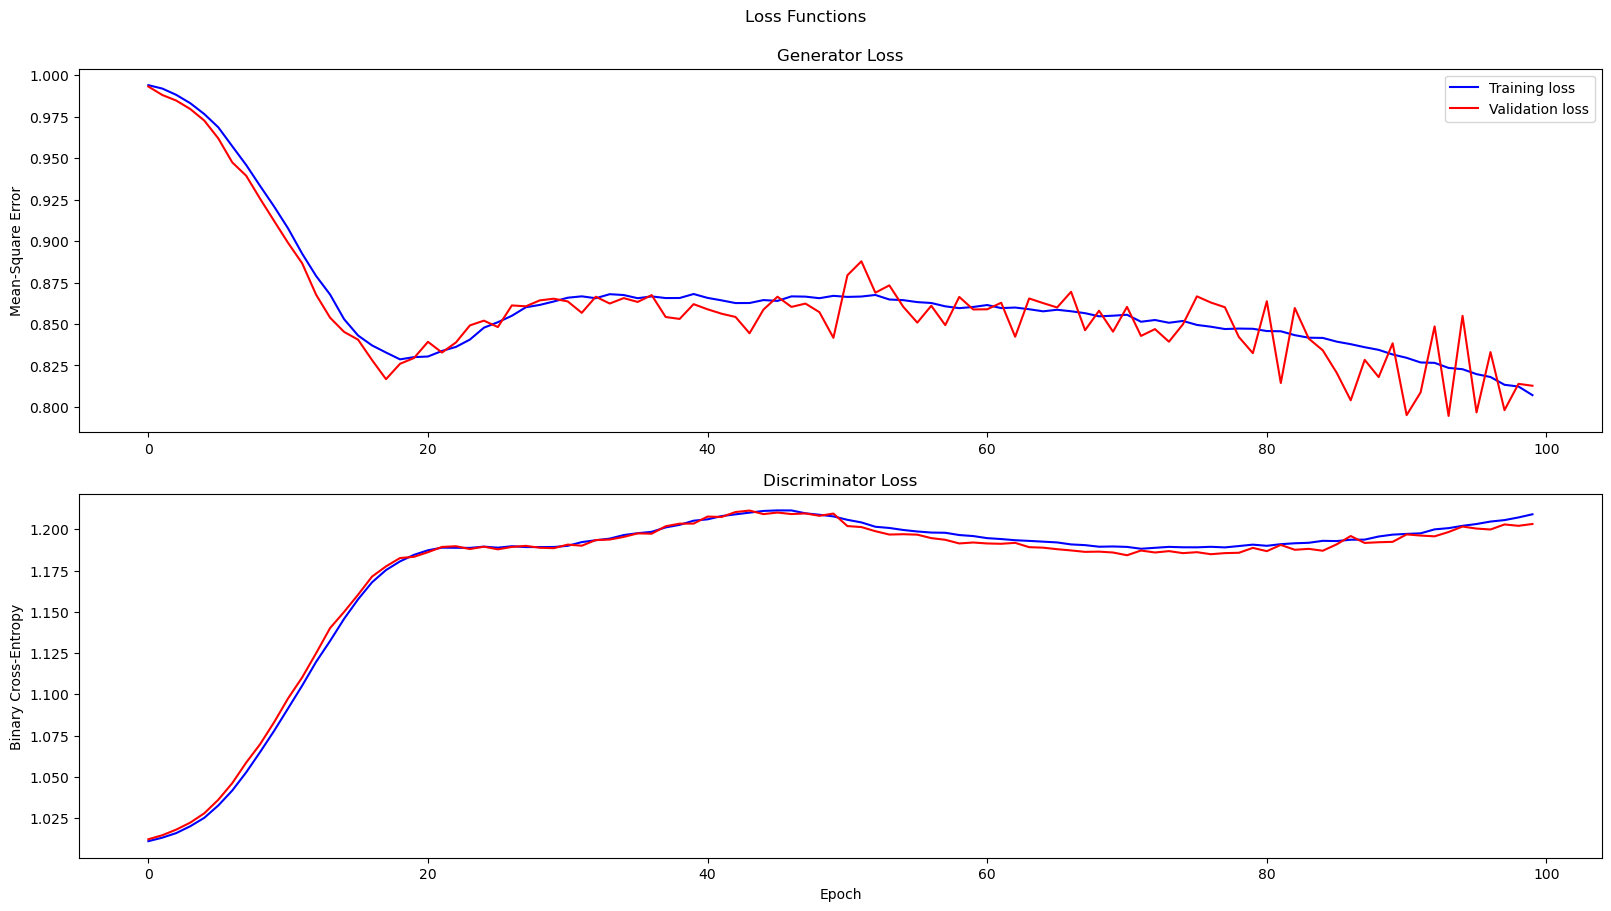 Loss Functions
Generator Loss
Mean-Square Error
1.000
0.975
0.950
0.925
0.900
0.875
0.850
0.825
0.800
Training loss
Validation loss
0 20 40 60 80 100
Discriminator Loss
Binary Cross-Entropy
1.200
1.175
1.150
1.125
1.100
1.075
1.050
1.025
0 20 40 60 80 100
Epoch